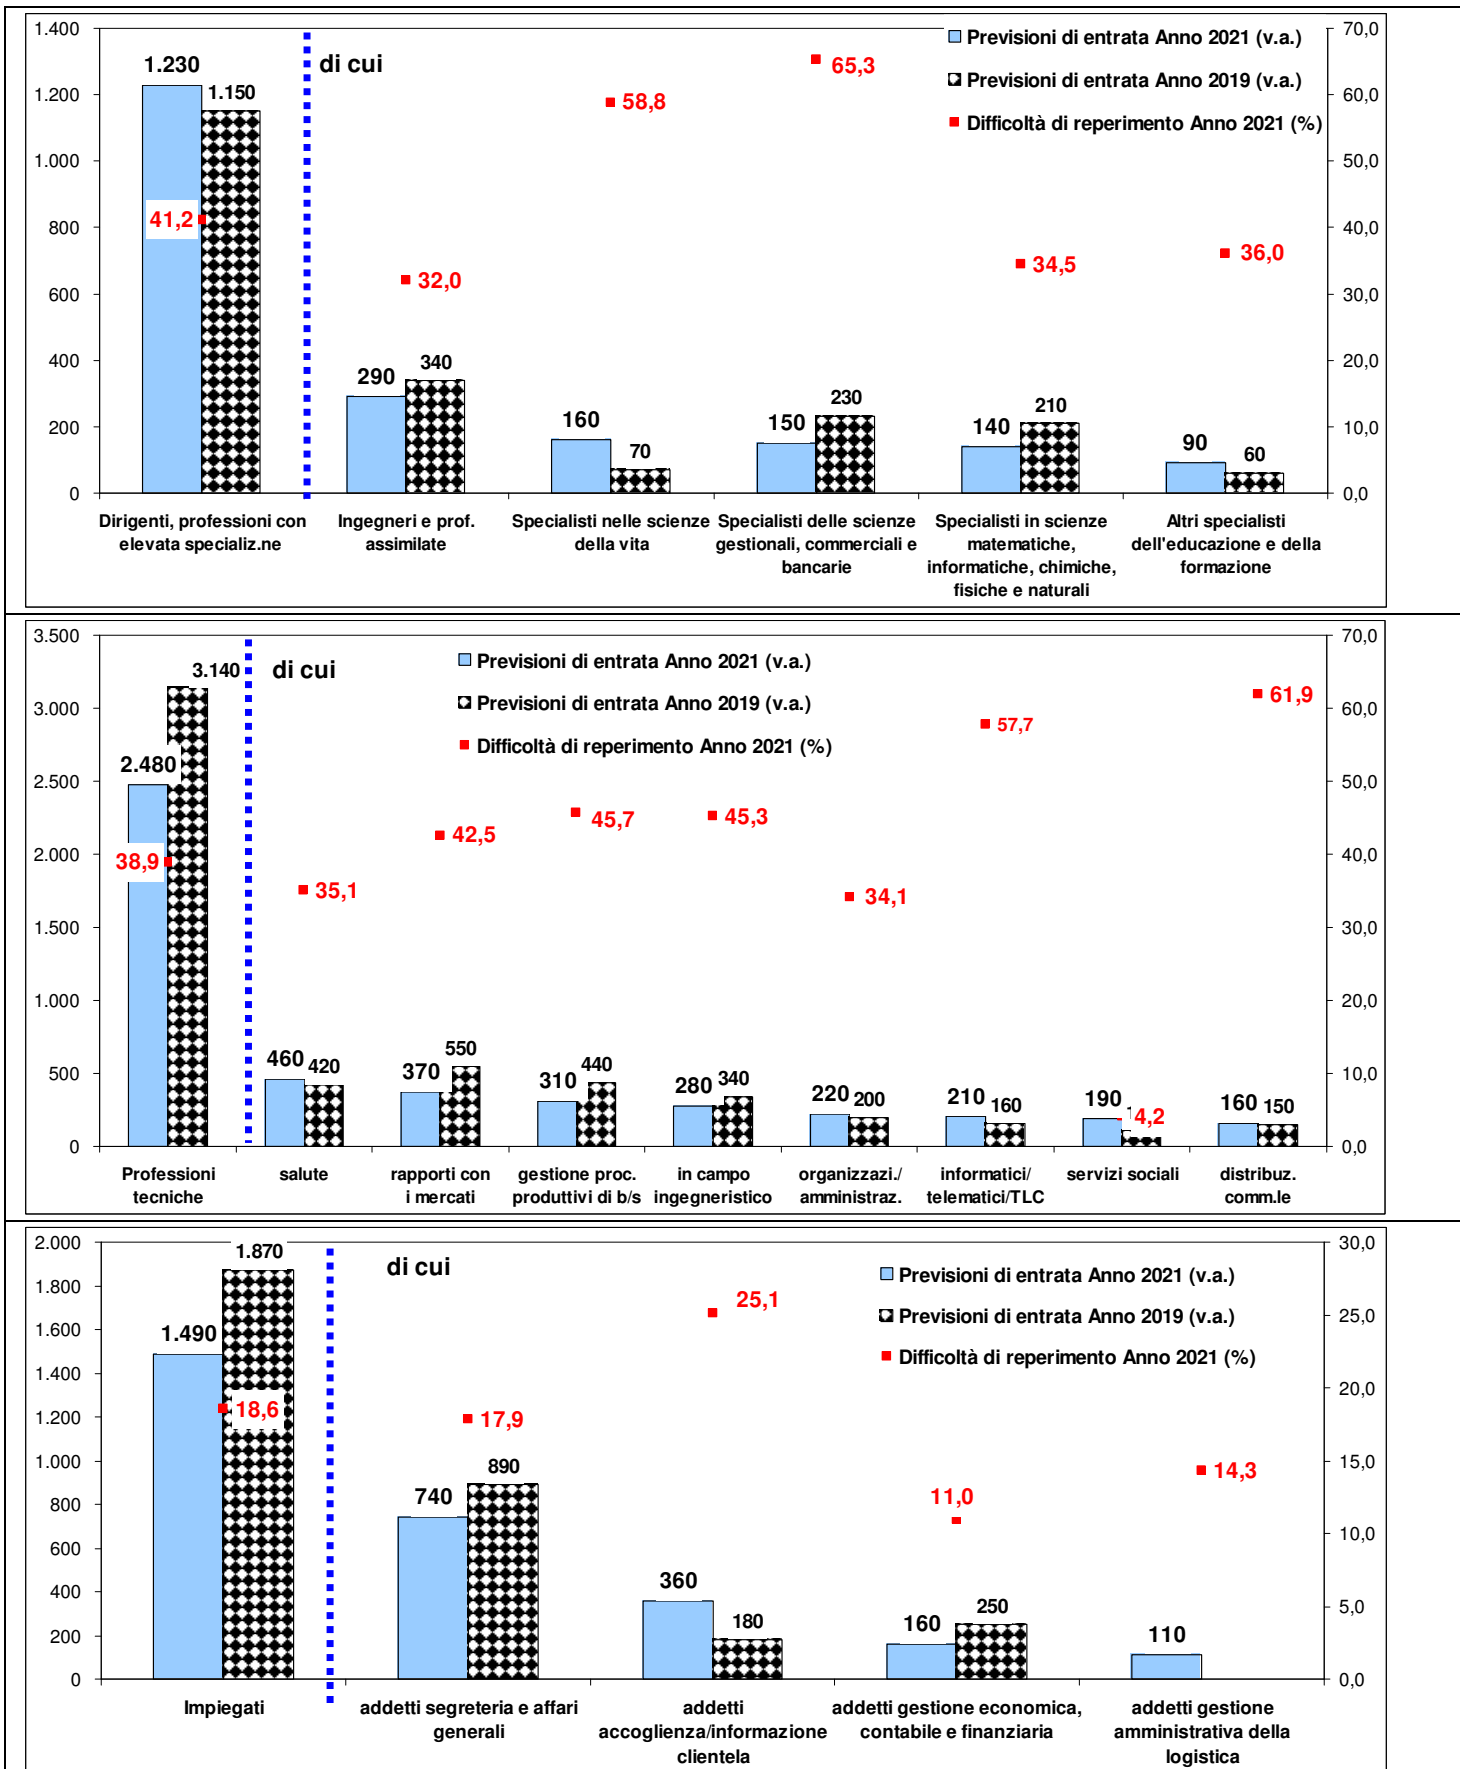 1.400
1.200
1.000
800
600
400
200
0
70,0
60,0
50,0
40,0
30,0
20,0
10,0
0,0
di cui
Previsioni di entrata Anno 2021 (v.a.)
Previsioni di entrata Anno 2019 (v.a.)
Difficoltà di reperimento Anno 2021 (%)
1.230
1.150
41,2
290
340
32,0
160
70
58,8
150
230
65,3
140
210
34,5
90
60
36,0
Dirigenti, professioni con
elevata specializ.ne
Ingegneri e prof.
assimilate
Specialisti nelle scienze
della vita
Specialisti delle scienze
gestionali, commerciali e
bancarie
Specialisti in scienze
matematiche,
informatiche, chimiche,
fisiche e naturali
Altri specialisti
dell'educazione e della
formazione
3.500
3.000
2.500
2.000
1.500
1.000
500
0
70,0
60,0
50,0
40,0
30,0
20,0
10,0
0,0
di cui
Previsioni di entrata Anno 2021 (v.a.)
Previsioni di entrata Anno 2019 (v.a.)
Difficoltà di reperimento Anno 2021 (%)
2.480
3.140
38,9
460
420
35,1
370
550
42,5
310
440
45,7
280
340
45,3
220
200
34,1
210
160
57,7
190
4,2
160
150
61,9
Professioni
tecniche
salute
rapporti con
i mercati
gestione proc.
produttivi di b/s
in campo
ingegneristico
organizzazi./
amministraz.
informatici/
telematici/TLC
servizi sociali
distribuz.
comm.le
2.000
1.800
1.600
1.400
1.200
1.000
800
600
400
200
0
30,0
25,0
20,0
15,0
10,0
5,0
0,0
di cui
Previsioni di entrata Anno 2021 (v.a.)
Previsioni di entrata Anno 2019 (v.a.)
Difficoltà di reperimento Anno 2021 (%)
1.490
1.870
18,6
740
890
17,9
360
180
25,1
160
250
11,0
110
14,3
Impiegati
addetti segreteria e affari
generali
addetti
accoglienza/informazione
clientela
addetti gestione economica,
contabile e finanziaria
addetti gestione
amministrativa della
logistica